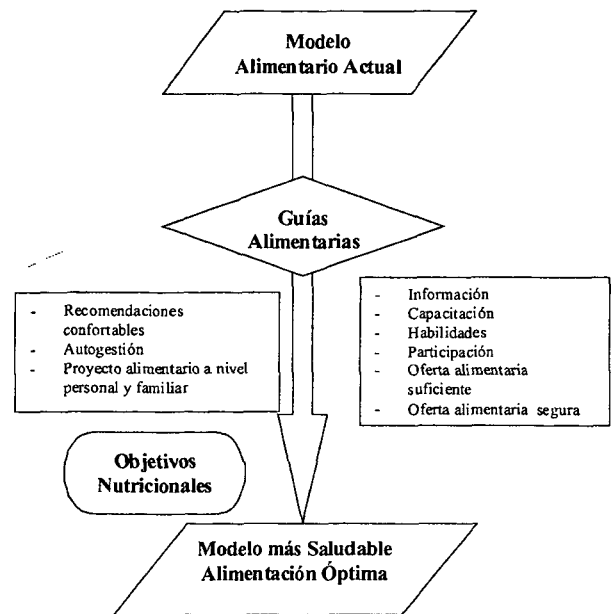 Modelo
Alimentario Actual
Guías
Alimentarias
- Recomendaciones
confortables
- Autogestión
- Proyecto alimentario a nivel
personal y familiar
- Información
- Capacitación
- Habilidades
- Participación
- Oferta alimentaria
suficiente
- Oferta alimentaria segura
Objetivos
Nutricionales
Modelo más Saludable
Alimentación Óptima